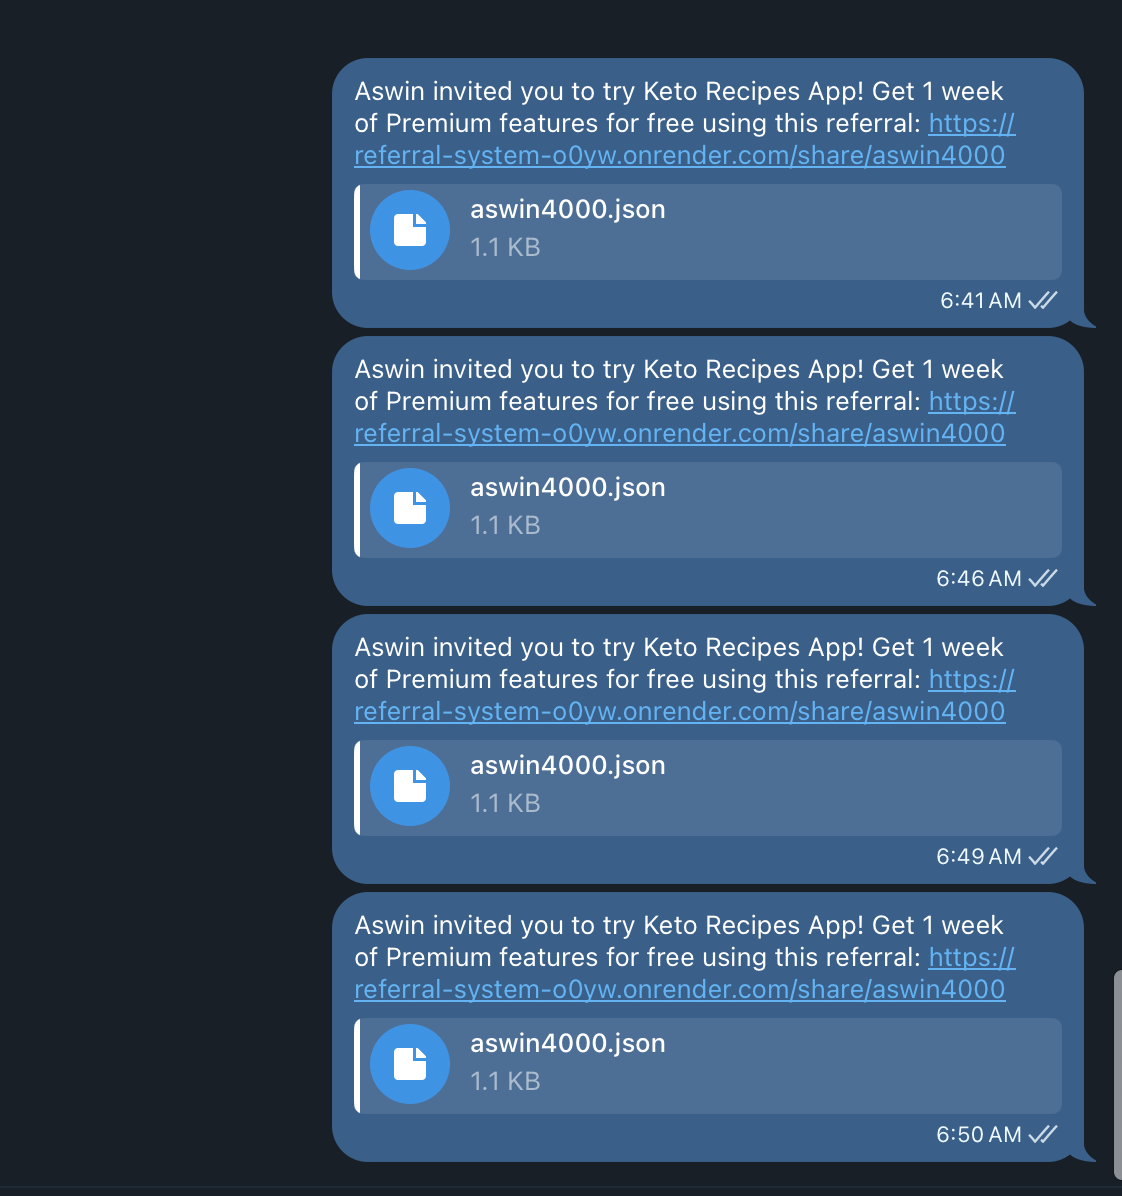 Aswin invited you to try Keto Recipes App! Get 1 week
of Premium features for free using this referral: https://
referral-system-o0yw.onrender.com/share/aswin4000
aswin4000.json
1.1 KB
6:41 AM
Aswin invited you to try Keto Recipes App! Get 1 week
of Premium features for free using this referral: https://
referral-system-o0yw.onrender.com/share/aswin4000
aswin4000.json
1.1 KB
6:46 AM
Aswin invited you to try Keto Recipes App! Get 1 week
of Premium features for free using this referral: https://
referral-system-o0yw.onrender.com/share/aswin4000
aswin4000.json
1.1 KB
6:49 AM
Aswin invited you to try Keto Recipes App! Get 1 week
of Premium features for free using this referral: https://
referral-system-o0yw.onrender.com/share/aswin4000
aswin4000.json
1.1 KB
6:50 AM